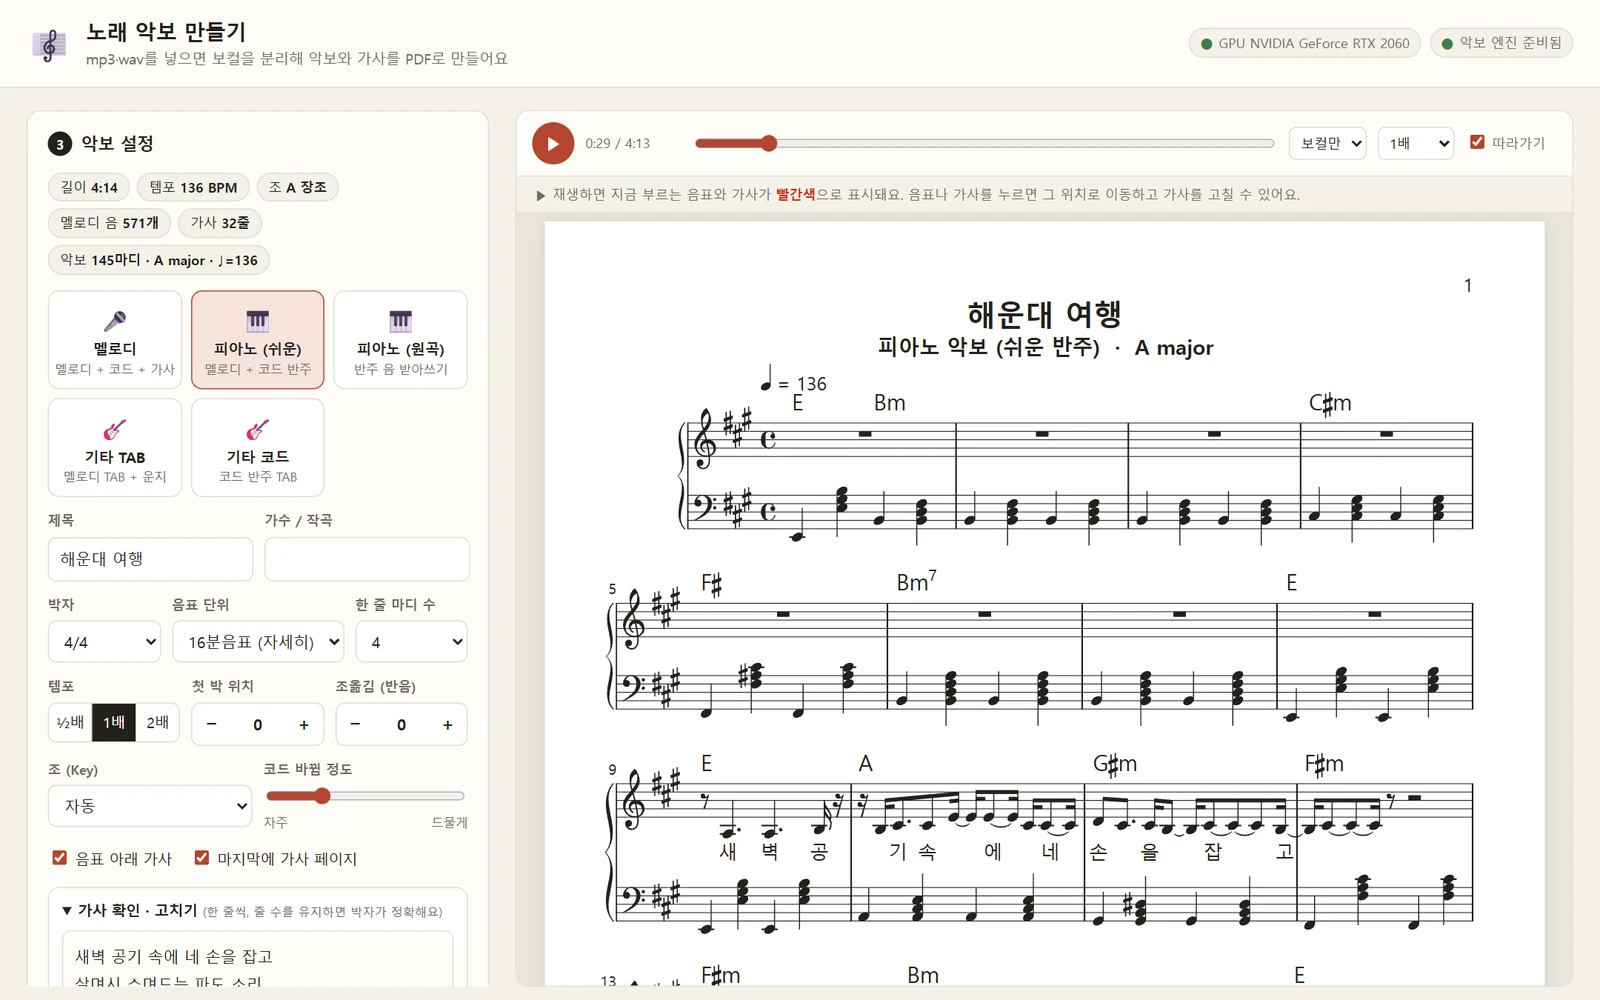 노래 악보 만들기
mp3·wav를 넣으면 보컬을 분리해 악보와 가사를 PDF로 만들어요
GPU NVIDIA GeForce RTX 2060
악보 엔진 준비됨
3 악보 설정
길이 4:14
템포 136 BPM
조 A 장조
멜로디 음 571개
가사 32줄
악보 145마디 · A major · ♩=136
멜로디
멜로디 + 코드 + 가사
피아노 (쉬운)
멜로디 + 코드 반주
피아노 (원곡)
반주 음 받아쓰기
기타 TAB
멜로디 TAB + 운지
기타 코드
코드 반주 TAB
제목
가수 / 작곡
해운대 여행
박자
음표 단위
한 줄 마디 수
4/4
16분음표 (자세히)
4
템포
첫 박 위치
조옮김 (반음)
½배 1배 2배
− 0 +
− 0 +
조 (Key)
코드 바뀜 정도
자동
자주 드물게
음표 아래 가사
마지막에 가사 페이지
▼ 가사 확인 · 고치기 (한 줄씩, 줄 수를 유지하면 박자가 정확해요)
새벽 공기 속에 네 손을 잡고
살며시 스며드는 파도 소리
0:29 / 4:13
보컬만
1배
따라가기
▶ 재생하면 지금 부르는 음표와 가사가 빨간색으로 표시돼요. 음표나 가사를 누르면 그 위치로 이동하고 가사를 고칠 수 있어요.
1
해운대 여행
피아노 악보 (쉬운 반주) · A major
♩ = 136
E Bm C♯m
5
F♯ Bm7 E
9
E A G♯m F♯m
새 벽 공 기 속 에 네 손 을 잡 고
13
F♯m Bm E